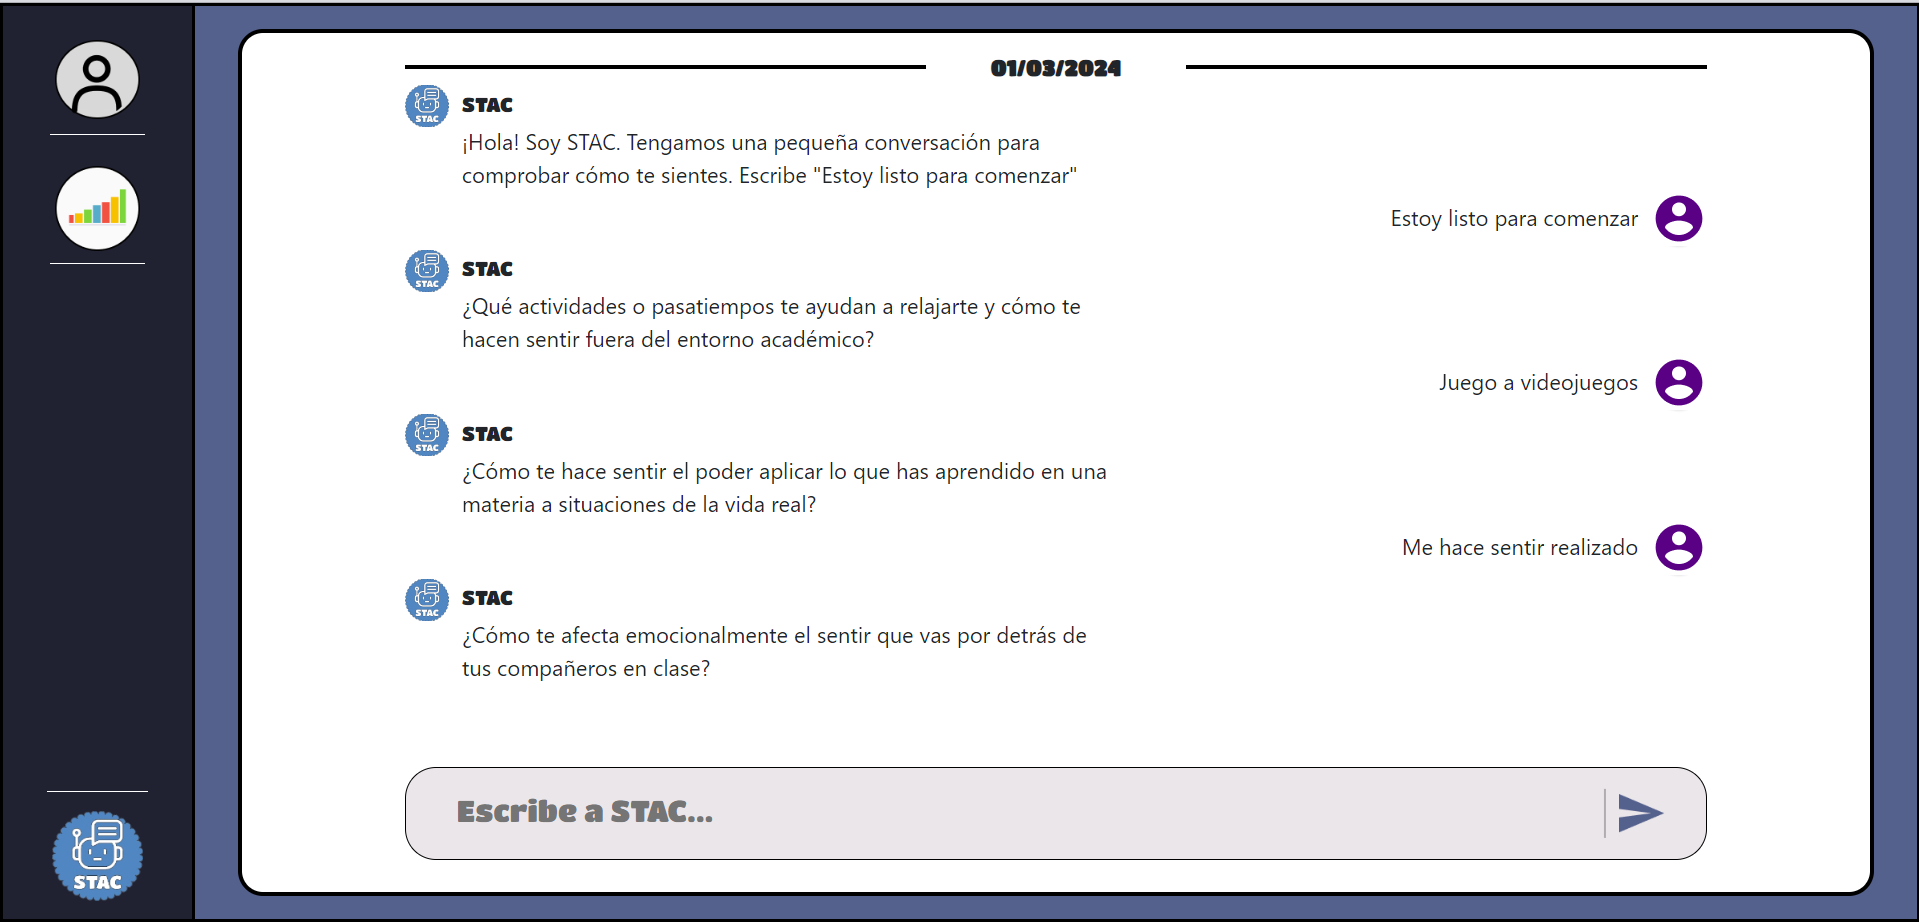 01/03/2024
STAC
STAC
¡Hola! Soy STAC. Tengamos una pequeña conversación para
comprobar cómo te sientes. Escribe "Estoy listo para comenzar"
Estoy listo para comenzar
STAC
STAC
¿Qué actividades o pasatiempos te ayudan a relajarte y cómo te
hacen sentir fuera del entorno académico?
Juego a videojuegos
STAC
STAC
¿Cómo te hace sentir el poder aplicar lo que has aprendido en una
materia a situaciones de la vida real?
Me hace sentir realizado
STAC
STAC
¿Cómo te afecta emocionalmente el sentir que vas por detrás de
tus compañeros en clase?
Escribe a STAC...
STAC